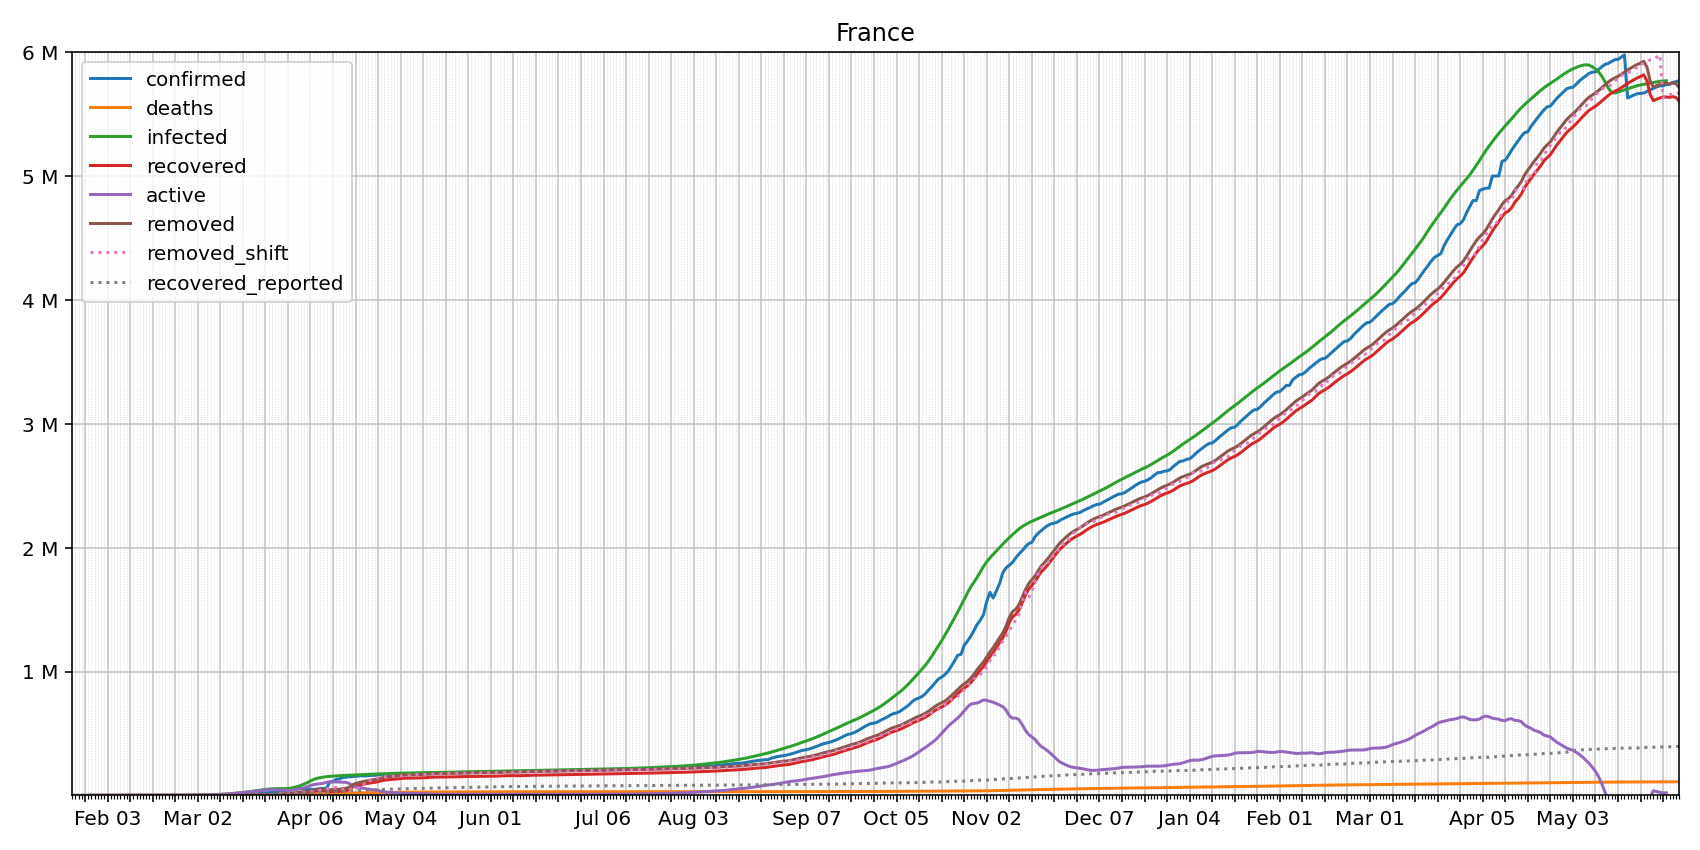 France
6 M
5 M
4 M
3 M
2 M
1 M
confirmed
deaths
infected
recovered
active
removed
removed_shift
recovered_reported
Feb 03 Mar 02 Apr 06 May 04 Jun 01 Jul 06 Aug 03 Sep 07 Oct 05 Nov 02 Dec 07 Jan 04 Feb 01 Mar 01 Apr 05 May 03